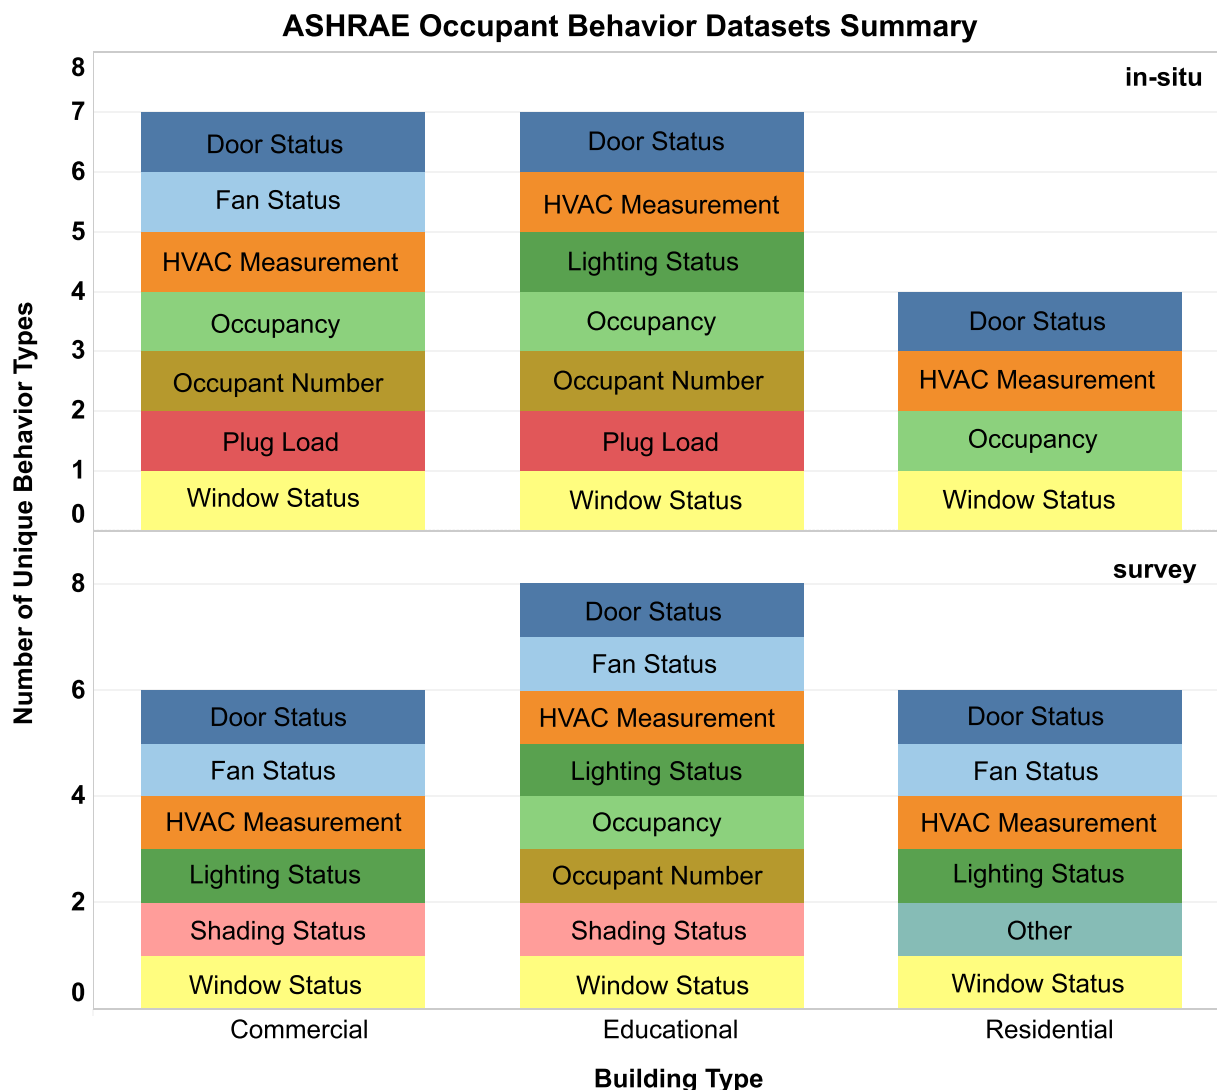 ASHRAE Occupant Behavior Datasets Summary
in-situ
8
7
6
5
4
3
2
1
0
Door Status
Fan Status
HVAC Measurement
Occupancy
Occupant Number
Plug Load
Window Status
Door Status
HVAC Measurement
Lighting Status
Occupancy
Occupant Number
Plug Load
Window Status
Door Status
HVAC Measurement
Occupancy
Window Status
Number of Unique Behavior Types
survey
8
6
4
2
0
Door Status
Fan Status
HVAC Measurement
Lighting Status
Shading Status
Window Status
Door Status
Fan Status
HVAC Measurement
Lighting Status
Occupancy
Occupant Number
Shading Status
Window Status
Door Status
Fan Status
HVAC Measurement
Lighting Status
Other
Window Status
Commercial
Educational
Residential
Building Type